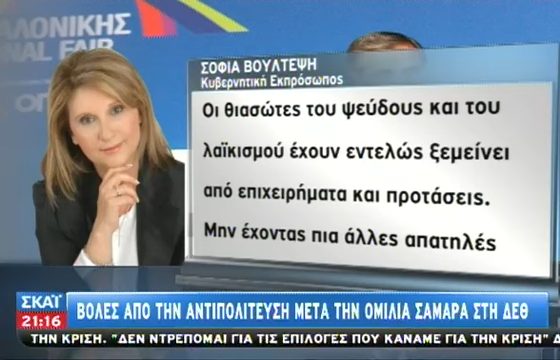 ΑΛΟΝΙΚΗΣ
NAL FAIR
ΣΟΦΙΑ ΒΟΥΛΤΕΨΗ
Κυβερνητική Εκπρόσωπος
Οι θιασώτες του ψεύδους και του
λαϊκισμού έχουν εντελώς ξεμείνει
από επιχειρήματα και προτάσεις.
Μην έχοντας πια άλλες απατηλές
ΣΚΑΪ
21:16
ΒΟΛΕΣ ΑΠΟ ΤΗΝ ΑΝΤΙΠΟΛΙΤΕΥΣΗ ΜΕΤΑ ΤΗΝ ΟΜΙΛΙΑ ΣΑΜΑΡΑ ΣΤΗ ΔΕΘ
ΤΗΝ ΚΡΙΣΗ. "ΔΕΝ ΝΤΡΕΠΟΜΑΙ ΓΙΑ ΤΙΣ ΕΠΙΛΟΓΕΣ ΠΟΥ ΚΑΝΑΜΕ ΓΙΑ ΤΗΝ ΚΡΙΣΗ"